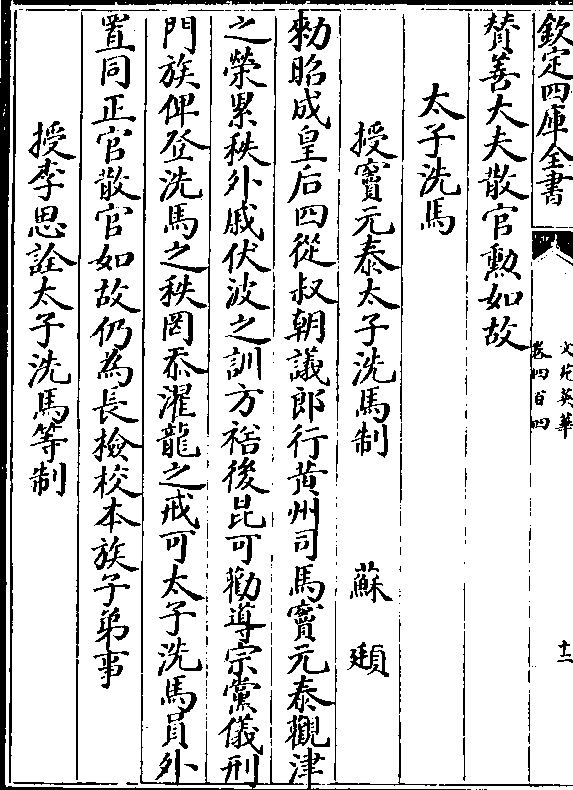 欽定四庫全書
文苑英華
卷四百四
十二
賛善大夫散官勲如故
太子洗馬
授竇元泰太子洗馬制
蘇頲
勑昭成皇后四從叔朝議郎行黄州司馬竇元泰觀津
之榮累秩外戚伏波之訓方裕後昆可勸導宗黨儀刑
門族俾登洗馬之秩罔忝濯龍之戒可太子洗馬員外
置同正官散官如故仍為長檢校本族子弟事
授李思詮太子洗馬等制